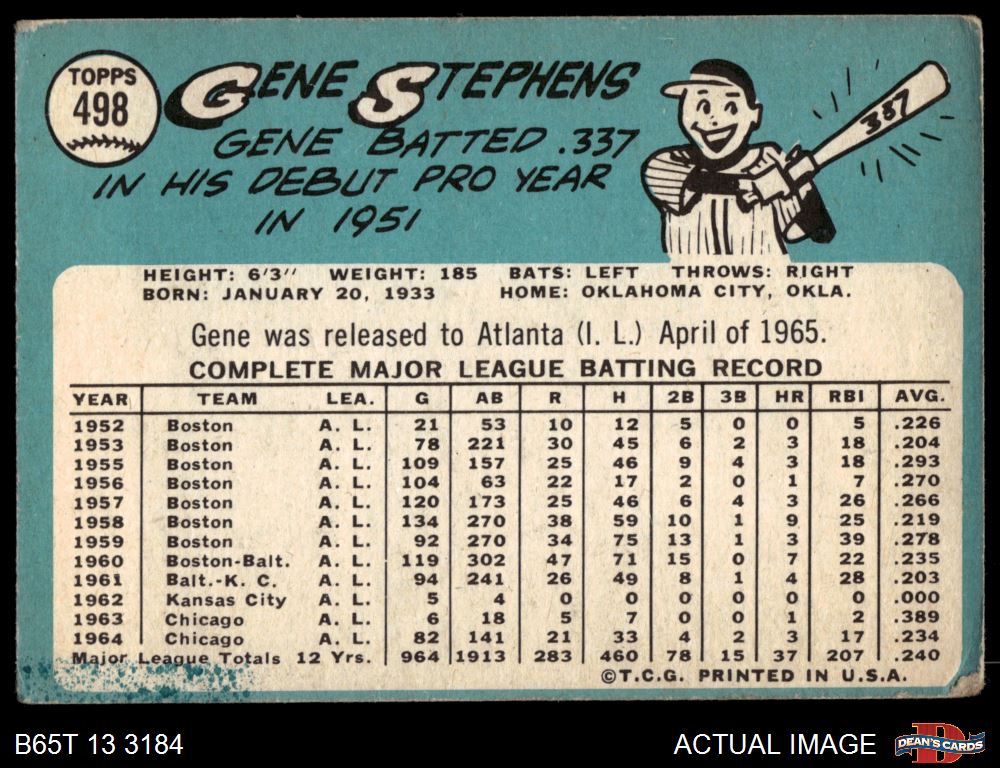 TOPPS
498
GENE STEPHENS
GENE BATTED .337
IN HIS DEBUT PRO YEAR
IN 1951
337
HEIGHT: 6'3" WEIGHT: 185 BATS: LEFT THROWS: RIGHT
BORN: JANUARY 20, 1933 HOME: OKLAHOMA CITY, OKLA.
Gene was released to Atlanta (I. L.) April of 1965.
COMPLETE MAJOR LEAGUE BATTING RECORD
YEAR TEAM LEA. G AB R H 2B 3B HR RBI AVG.
1952 Boston A. L. 21 53 10 12 5 0 0 5 .226
1953 Boston A. L. 78 221 30 45 6 2 3 18 .204
1955 Boston A. L. 109 157 25 46 9 4 3 18 .293
1956 Boston A. L. 104 63 22 17 2 0 1 7 .270
1957 Boston A. L. 120 173 25 46 6 4 3 26 .266
1958 Boston A. L. 134 270 38 59 10 1 9 25 .219
1959 Boston A. L. 92 270 34 75 13 1 3 39 .278
1960 Boston-Balt. A. L. 119 302 47 71 15 0 7 22 .235
1961 Balt.-K. C. A. L. 94 241 26 49 8 1 4 28 .203
1962 Kansas City A. L. 5 4 0 0 0 0 0 0 .000
1963 Chicago A. L. 6 18 5 7 0 0 1 2 .389
1964 Chicago A. L. 82 141 21 33 4 2 3 17 .234
Major League Totals 12 Yrs. 964 1913 283 460 78 15 37 207 .240
©T.C.G. PRINTED IN U.S.A.
B65T 13 3184
ACTUAL IMAGE
D
DEAN'S CARDS